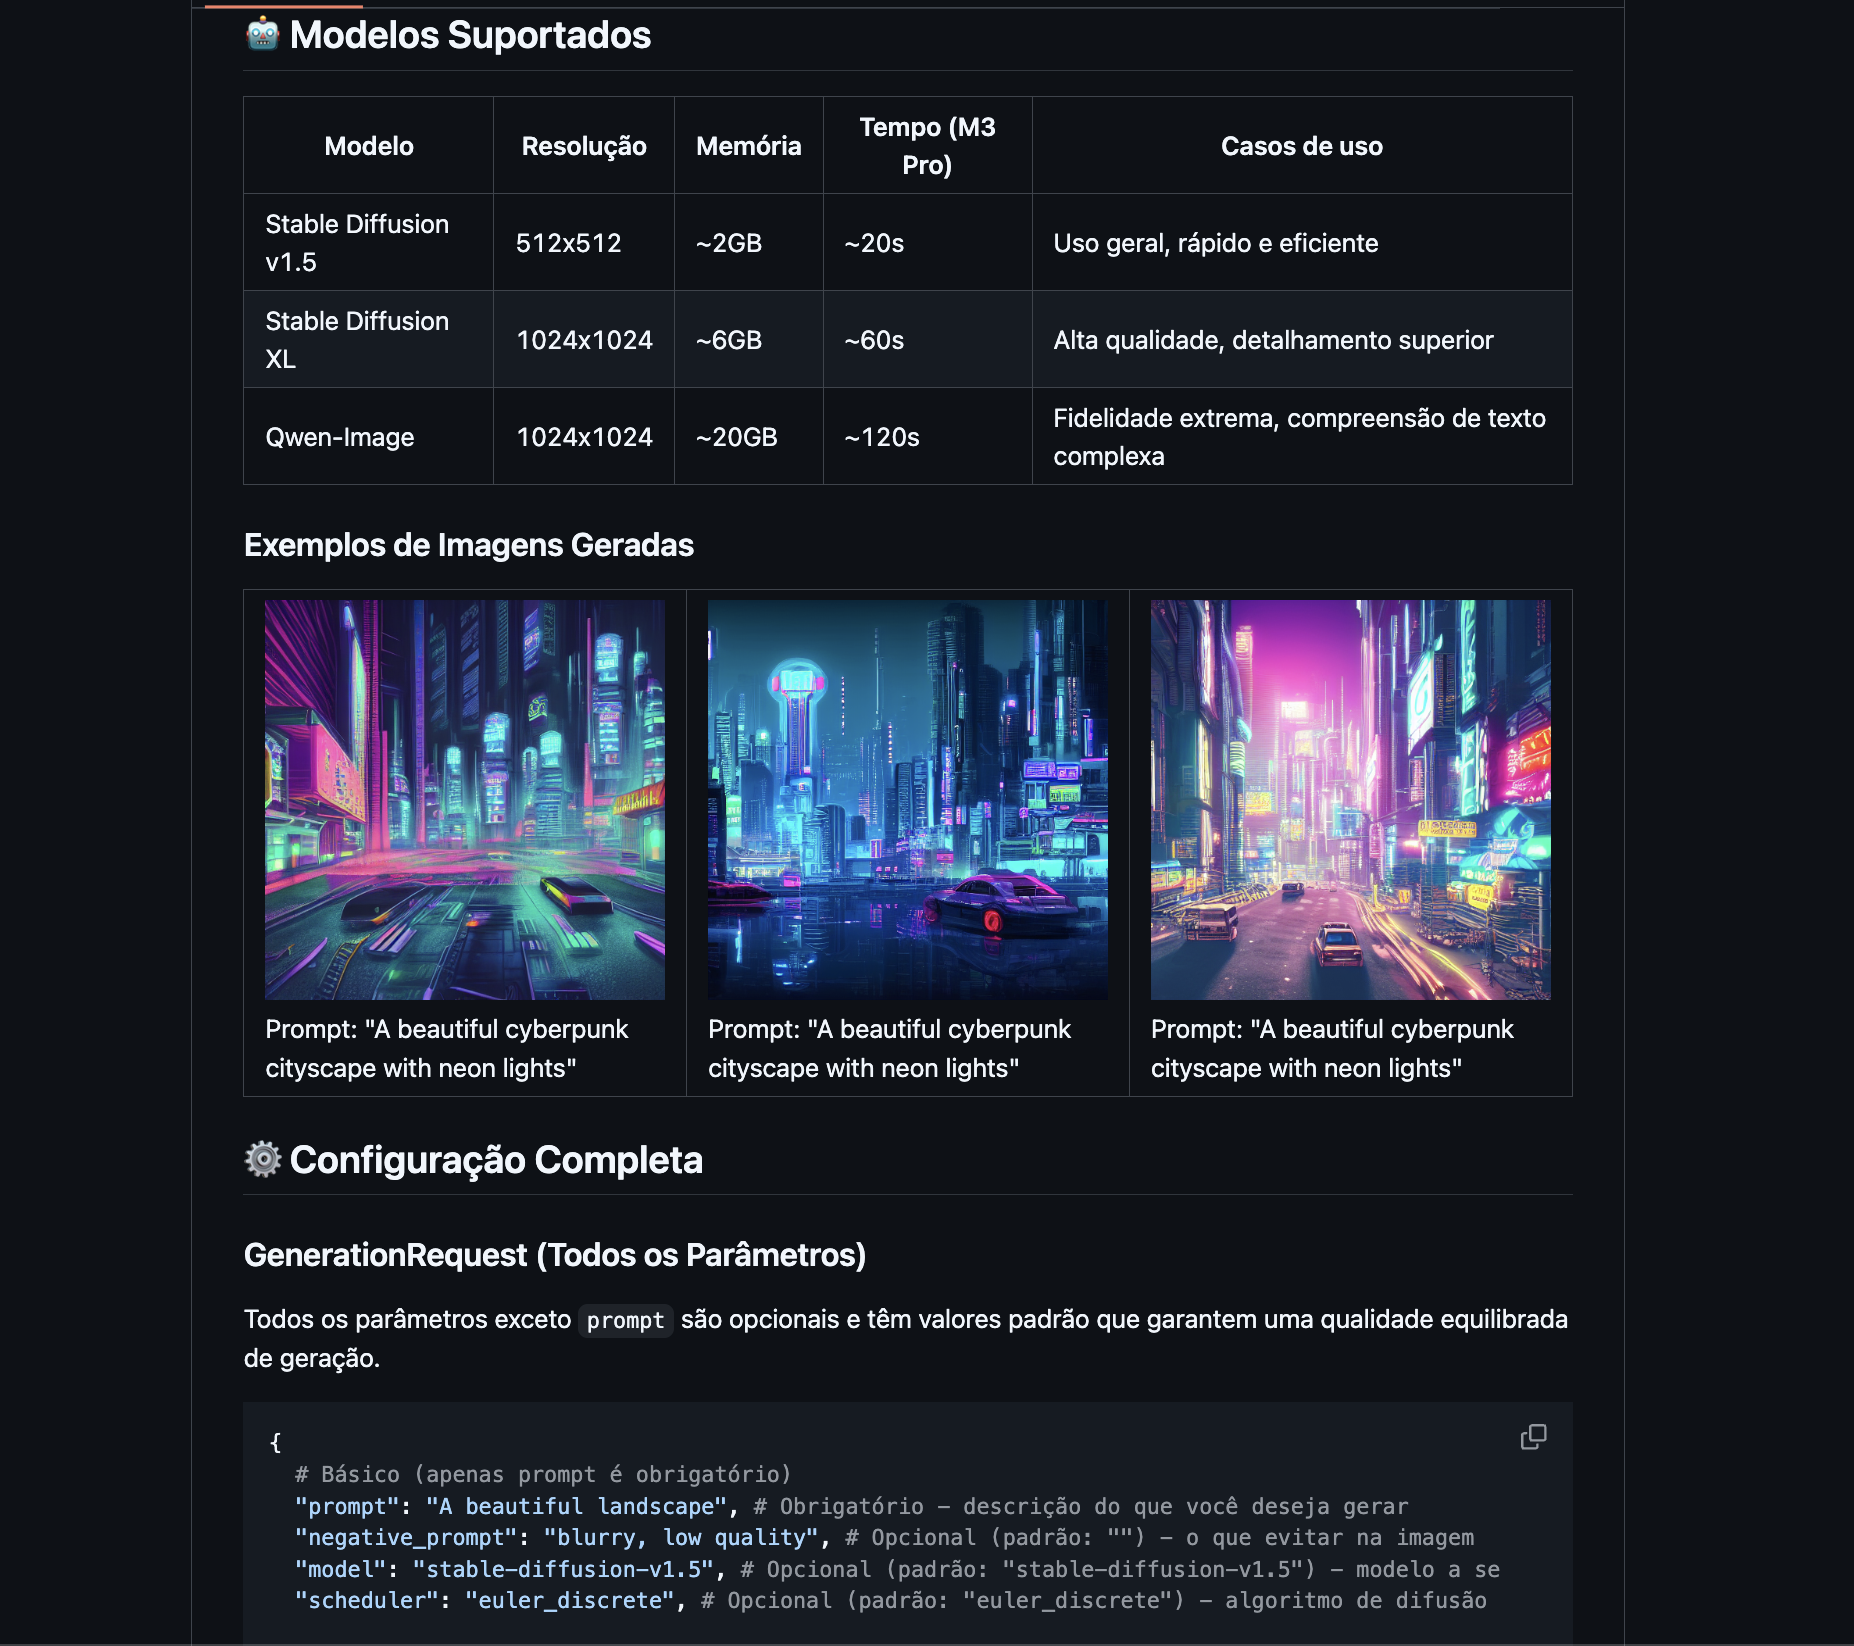 🤖 Modelos Suportados
Modelo
Resolução
Memória
Tempo (M3
Pro)
Casos de uso
Stable Diffusion
v1.5
512x512
~2GB
~20s
Uso geral, rápido e eficiente
Stable Diffusion
XL
1024x1024
~6GB
~60s
Alta qualidade, detalhamento superior
Qwen-Image
1024x1024
~20GB
~120s
Fidelidade extrema, compreensão de texto
complexa
Exemplos de Imagens Geradas
Prompt: "A beautiful cyberpunk
cityscape with neon lights"
Prompt: "A beautiful cyberpunk
cityscape with neon lights"
Prompt: "A beautiful cyberpunk
cityscape with neon lights"
⚙️ Configuração Completa
GenerationRequest (Todos os Parâmetros)
Todos os parâmetros exceto prompt são opcionais e têm valores padrão que garantem uma qualidade equilibrada
de geração.
{
# Básico (apenas prompt é obrigatório)
"prompt": "A beautiful landscape", # Obrigatório – descrição do que você deseja gerar
"negative_prompt": "blurry, low quality", # Opcional (padrão: "") – o que evitar na imagem
"model": "stable-diffusion-v1.5", # Opcional (padrão: "stable-diffusion-v1.5") – modelo a se
"scheduler": "euler_discrete", # Opcional (padrão: "euler_discrete") – algoritmo de difusão